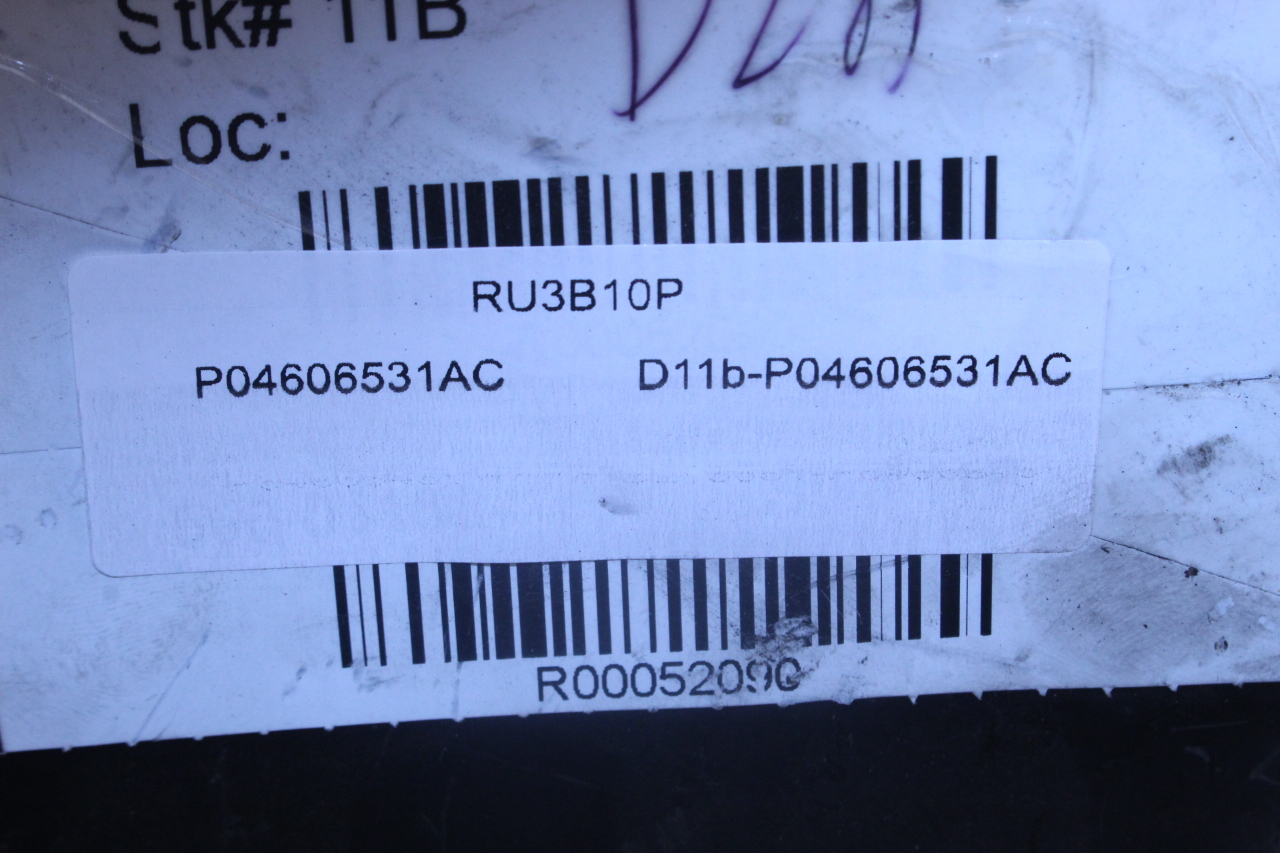 Stk# 11B
Loc:
RU3B10P
P04606531AC D11b-P04606531AC
R00052090